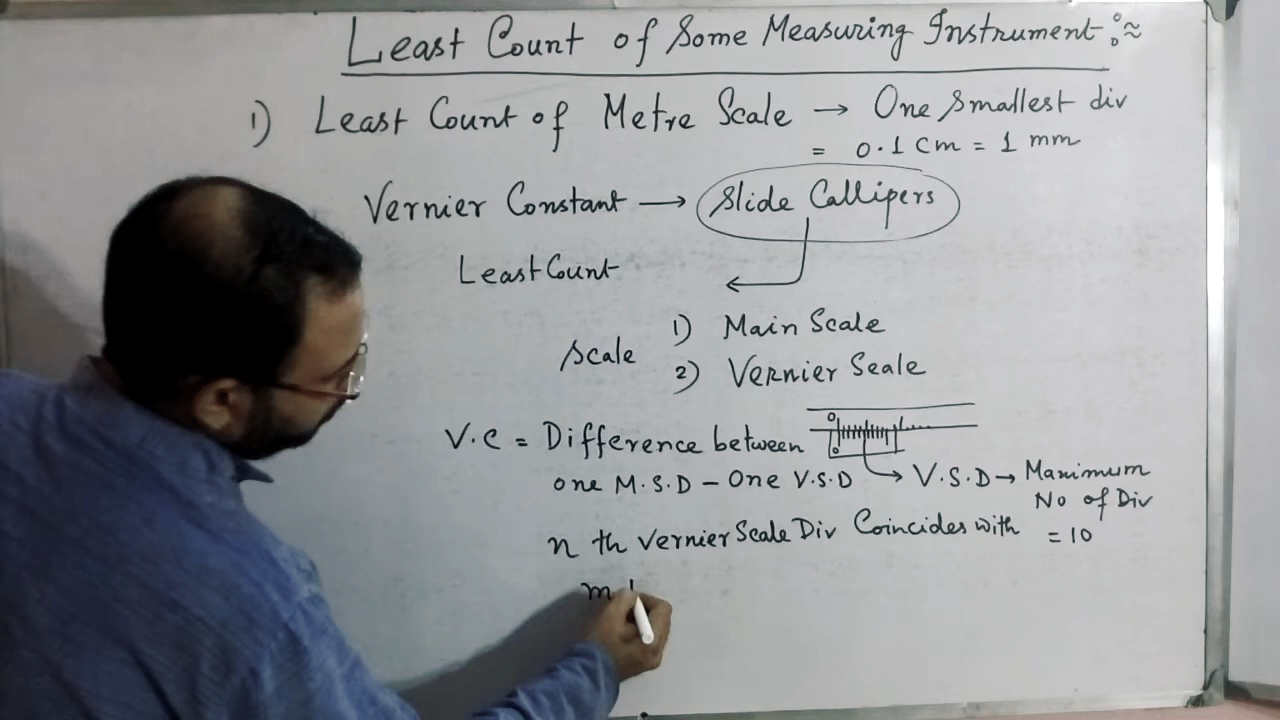 Least Count of Some Measuring Instrument :≈
1) Least Count of Metre Scale → One Smallest div
= 0.1 Cm = 1 mm
Vernier Constant → Slide Callipers
Least Count
Scale 1) Main Scale
2) Vernier Scale
V.C = Difference between
0
0
one M.S.D - One V.S.D → V.S.D → Maximum
No of Div
= 10
n th Vernier Scale Div Coincides with
m